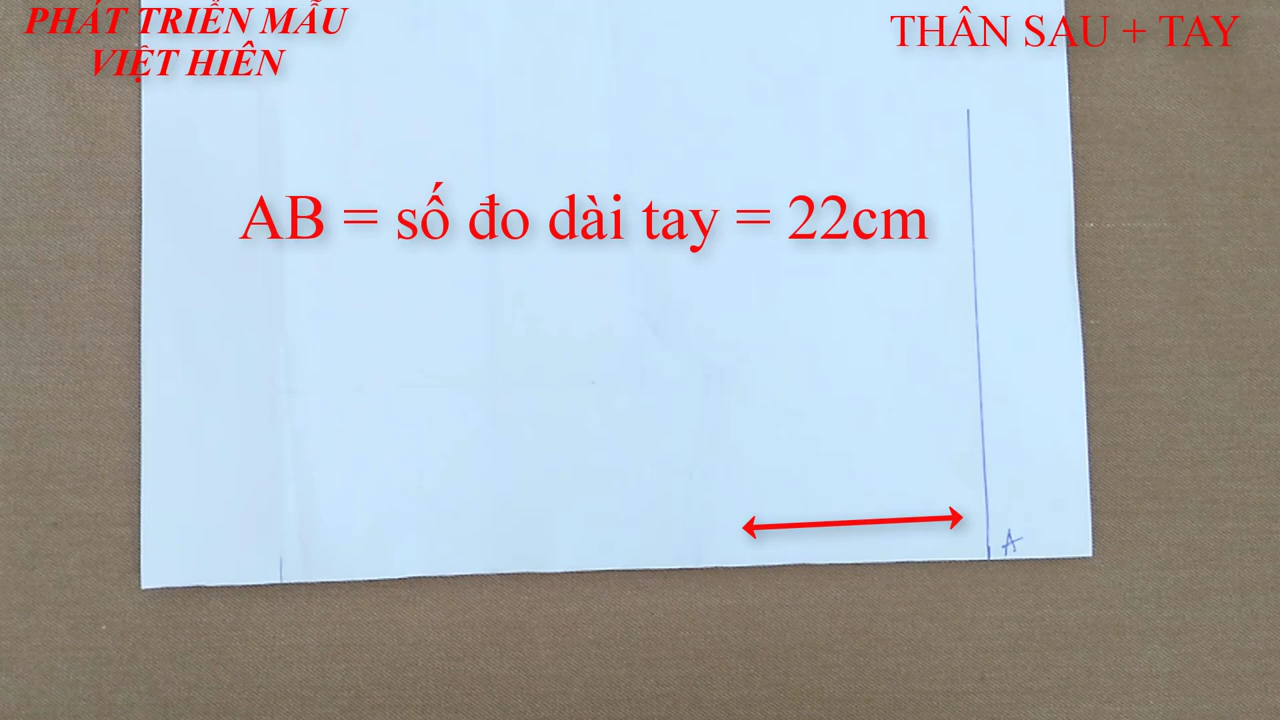 PHÁT TRIỂN MẪU
VIỆT HIÊN
THÂN SAU + TAY
AB = số đo dài tay = 22cm
A